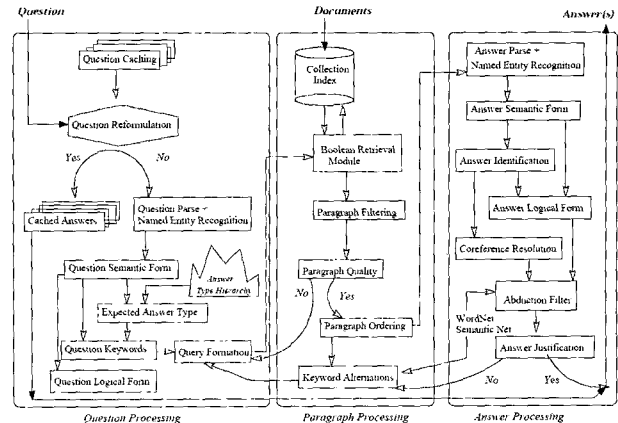 Question
Documents
Answer(s)
Question Caching
Question Reformulation
Yes
No
Cached Answers
Question Parse +
Named Entity Recognition
Question Semantic Form
Answer
Type Hierarchy
Expected Answer Type
Question Keywords
Query Formation
Question Logical Form
Question Processing
Collection
Index
Boolean Retrieval
Module
Paragraph Filtering
Paragraph Quality
No
Yes
Paragraph Ordering
Keyword Alternations
Paragraph Processing
Answer Parse +
Named Entity Recognition
Answer Semantic Form
Answer Identification
Answer Logical Form
Coreference Resolution
Abduction Filter
WordNet
Semantic Net
Answer Justification
No
Yes
Answer Processing